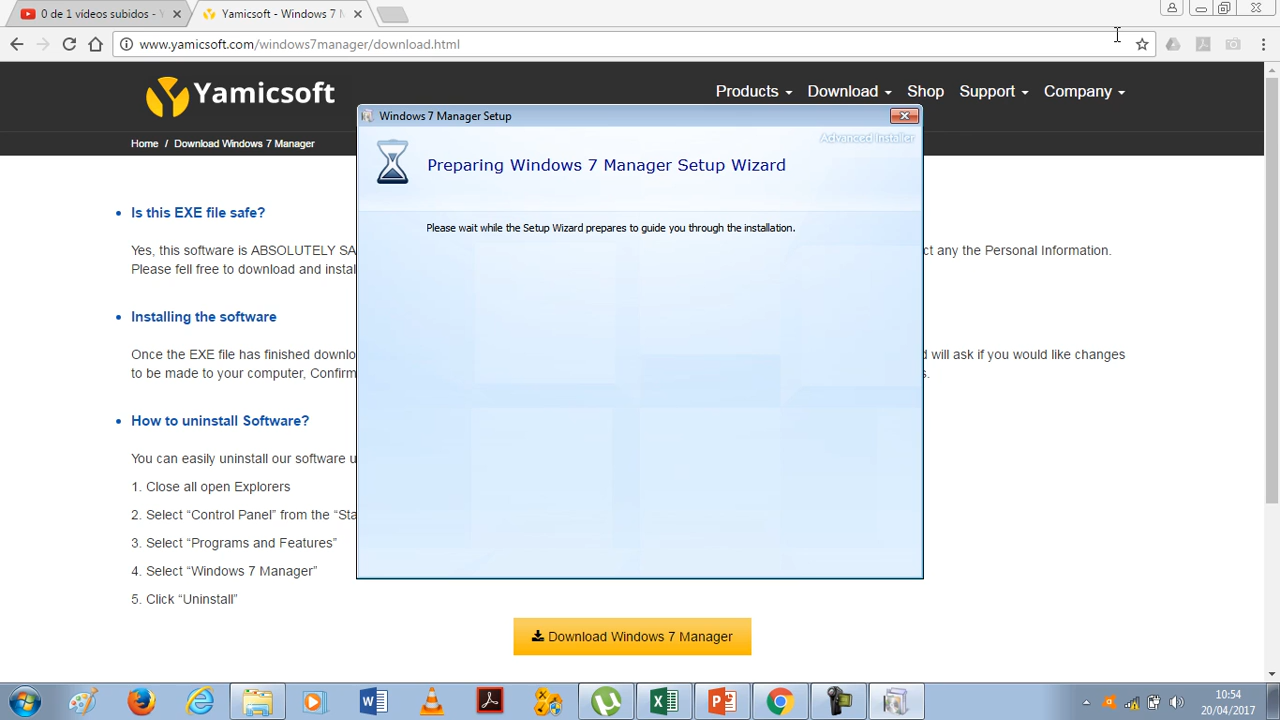 0 de 1 vídeos subidos - Y
Yamicsoft - Windows 7 M
www.yamicsoft.com/windows7manager/download.html
Yamicsoft
Products
Download
Shop
Support
Company
Home / Download Windows 7 Manager
Windows 7 Manager Setup
Advanced Installer
Preparing Windows 7 Manager Setup Wizard
Please wait while the Setup Wizard prepares to guide you through the installation.
• Is this EXE file safe?
Yes, this software is ABSOLUTELY SA
ct any the Personal Information.
Please fell free to download and instal
• Installing the software
Once the EXE file has finished downlo
d will ask if you would like changes
to be made to your computer, Confirm
s.
• How to uninstall Software?
You can easily uninstall our software u
1. Close all open Explorers
2. Select “Control Panel” from the “Sta
3. Select “Programs and Features”
4. Select “Windows 7 Manager”
5. Click “Uninstall”
Download Windows 7 Manager
10:54
20/04/2017